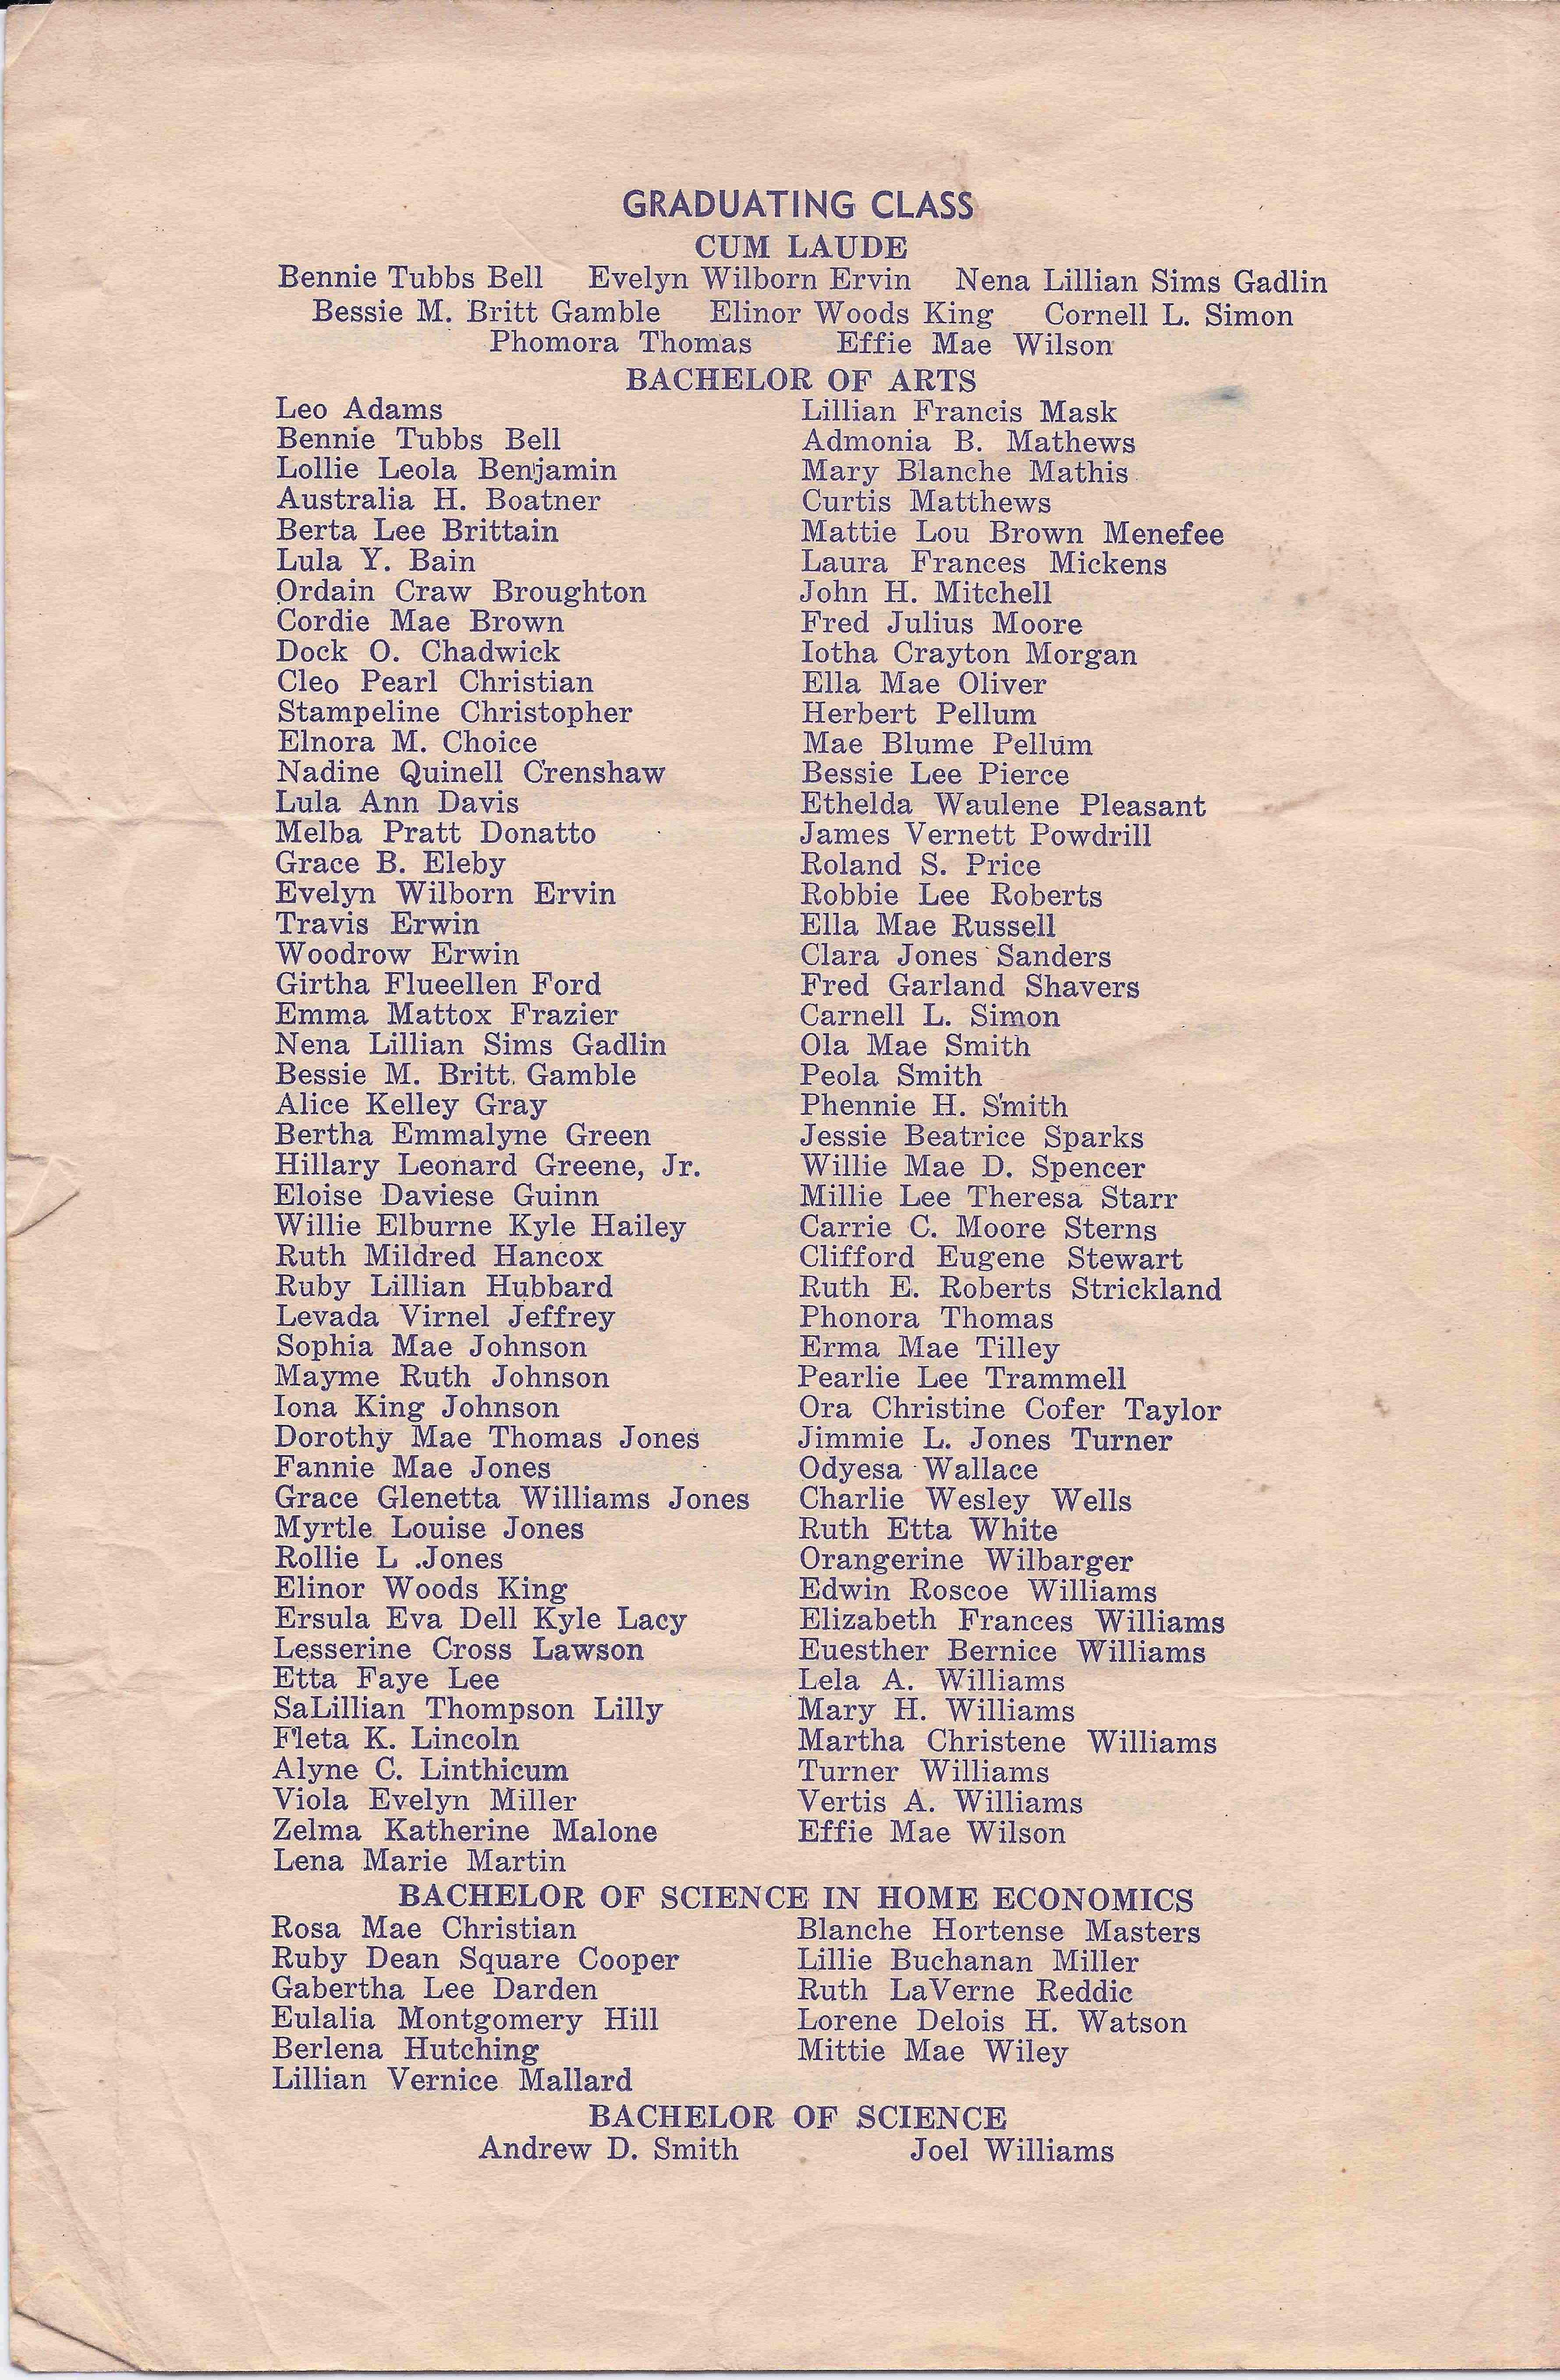 GRADUATING CLASS
CUM LAUDE
Bennie Tubbs Bell Evelyn Wilborn Ervin Nena Lillian Sims Gadlin
Bessie M. Britt Gamble Elinor Woods King Cornell L. Simon
Phomora Thomas Effie Mae Wilson
BACHELOR OF ARTS
Leo Adams
Bennie Tubbs Bell
Lollie Leola Benjamin
Australia H. Boatner
Berta Lee Brittain
Lula Y. Bain
Ordain Craw Broughton
Cordie Mae Brown
Dock O. Chadwick
Cleo Pearl Christian
Stampeline Christopher
Elnora M. Choice
Nadine Quinell Crenshaw
Lula Ann Davis
Melba Pratt Donatto
Grace B. Eleby
Evelyn Wilborn Ervin
Travis Erwin
Woodrow Erwin
Girtha Flueellen Ford
Emma Mattox Frazier
Nena Lillian Sims Gadlin
Bessie M. Britt Gamble
Alice Kelley Gray
Bertha Emmalyne Green
Hillary Leonard Greene, Jr.
Eloise Daviese Guinn
Willie Elburne Kyle Hailey
Ruth Mildred Hancox
Ruby Lillian Hubbard
Levada Virnel Jeffrey
Sophia Mae Johnson
Mayme Ruth Johnson
Iona King Johnson
Dorothy Mae Thomas Jones
Fannie Mae Jones
Grace Glenetta Williams Jones
Myrtle Louise Jones
Rollie L .Jones
Elinor Woods King
Ersula Eva Dell Kyle Lacy
Lesserine Cross Lawson
Etta Faye Lee
SaLillian Thompson Lilly
Fleta K. Lincoln
Alyne C. Linthicum
Viola Evelyn Miller
Zelma Katherine Malone
Lena Marie Martin
Lillian Francis Mask
Admonia B. Mathews
Mary Blanche Mathis
Curtis Matthews
Mattie Lou Brown Menefee
Laura Frances Mickens
John H. Mitchell
Fred Julius Moore
Iotha Crayton Morgan
Ella Mae Oliver
Herbert Pellum
Mae Blume Pellum
Bessie Lee Pierce
Ethelda Waulene Pleasant
James Vernett Powdrill
Roland S. Price
Robbie Lee Roberts
Ella Mae Russell
Clara Jones Sanders
Fred Garland Shavers
Carnell L. Simon
Ola Mae Smith
Peola Smith
Phennie H. Smith
Jessie Beatrice Sparks
Willie Mae D. Spencer
Millie Lee Theresa Starr
Carrie C. Moore Sterns
Clifford Eugene Stewart
Ruth E. Roberts Strickland
Phonora Thomas
Erma Mae Tilley
Pearlie Lee Trammell
Ora Christine Cofer Taylor
Jimmie L. Jones Turner
Odyesa Wallace
Charlie Wesley Wells
Ruth Etta White
Orangerine Wilbarger
Edwin Roscoe Williams
Elizabeth Frances Williams
Euesther Bernice Williams
Lela A. Williams
Mary H. Williams
Martha Christene Williams
Turner Williams
Vertis A. Williams
Effie Mae Wilson
BACHELOR OF SCIENCE IN HOME ECONOMICS
Rosa Mae Christian
Ruby Dean Square Cooper
Gabertha Lee Darden
Eulalia Montgomery Hill
Berlena Hutching
Lillian Vernice Mallard
Blanche Hortense Masters
Lillie Buchanan Miller
Ruth LaVerne Reddic
Lorene Delois H. Watson
Mittie Mae Wiley
BACHELOR OF SCIENCE
Andrew D. Smith Joel Williams